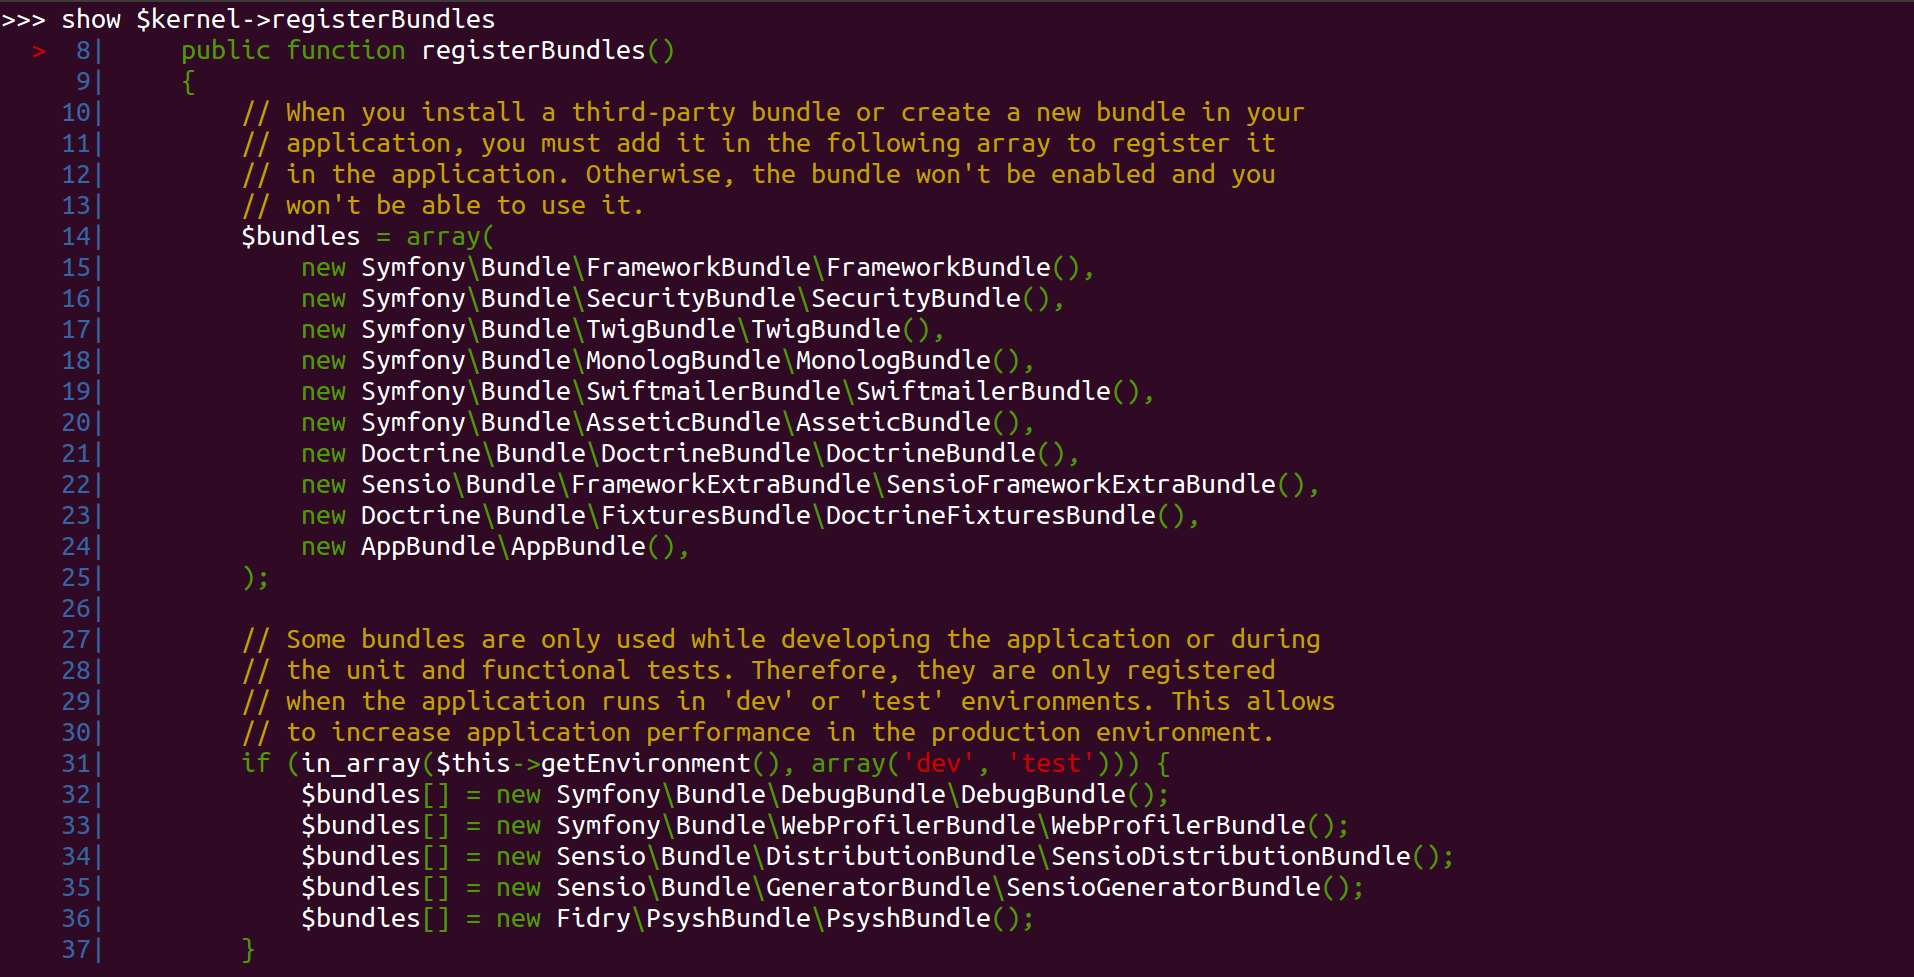 >>> show $kernel->registerBundles
  >  8|     public function registerBundles()
     9|     {
    10|         // When you install a third-party bundle or create a new bundle in your
    11|         // application, you must add it in the following array to register it
    12|         // in the application. Otherwise, the bundle won't be enabled and you
    13|         // won't be able to use it.
    14|         $bundles = array(
    15|             new Symfony\Bundle\FrameworkBundle\FrameworkBundle(),
    16|             new Symfony\Bundle\SecurityBundle\SecurityBundle(),
    17|             new Symfony\Bundle\TwigBundle\TwigBundle(),
    18|             new Symfony\Bundle\MonologBundle\MonologBundle(),
    19|             new Symfony\Bundle\SwiftmailerBundle\SwiftmailerBundle(),
    20|             new Symfony\Bundle\AsseticBundle\AsseticBundle(),
    21|             new Doctrine\Bundle\DoctrineBundle\DoctrineBundle(),
    22|             new Sensio\Bundle\FrameworkExtraBundle\SensioFrameworkExtraBundle(),
    23|             new Doctrine\Bundle\FixturesBundle\DoctrineFixturesBundle(),
    24|             new AppBundle\AppBundle(),
    25|         );
    26|
    27|         // Some bundles are only used while developing the application or during
    28|         // the unit and functional tests. Therefore, they are only registered
    29|         // when the application runs in 'dev' or 'test' environments. This allows
    30|         // to increase application performance in the production environment.
    31|         if (in_array($this->getEnvironment(), array('dev', 'test'))) {
    32|             $bundles[] = new Symfony\Bundle\DebugBundle\DebugBundle();
    33|             $bundles[] = new Symfony\Bundle\WebProfilerBundle\WebProfilerBundle();
    34|             $bundles[] = new Sensio\Bundle\DistributionBundle\SensioDistributionBundle();
    35|             $bundles[] = new Sensio\Bundle\GeneratorBundle\SensioGeneratorBundle();
    36|             $bundles[] = new Fidry\PsyshBundle\PsyshBundle();
    37|         }